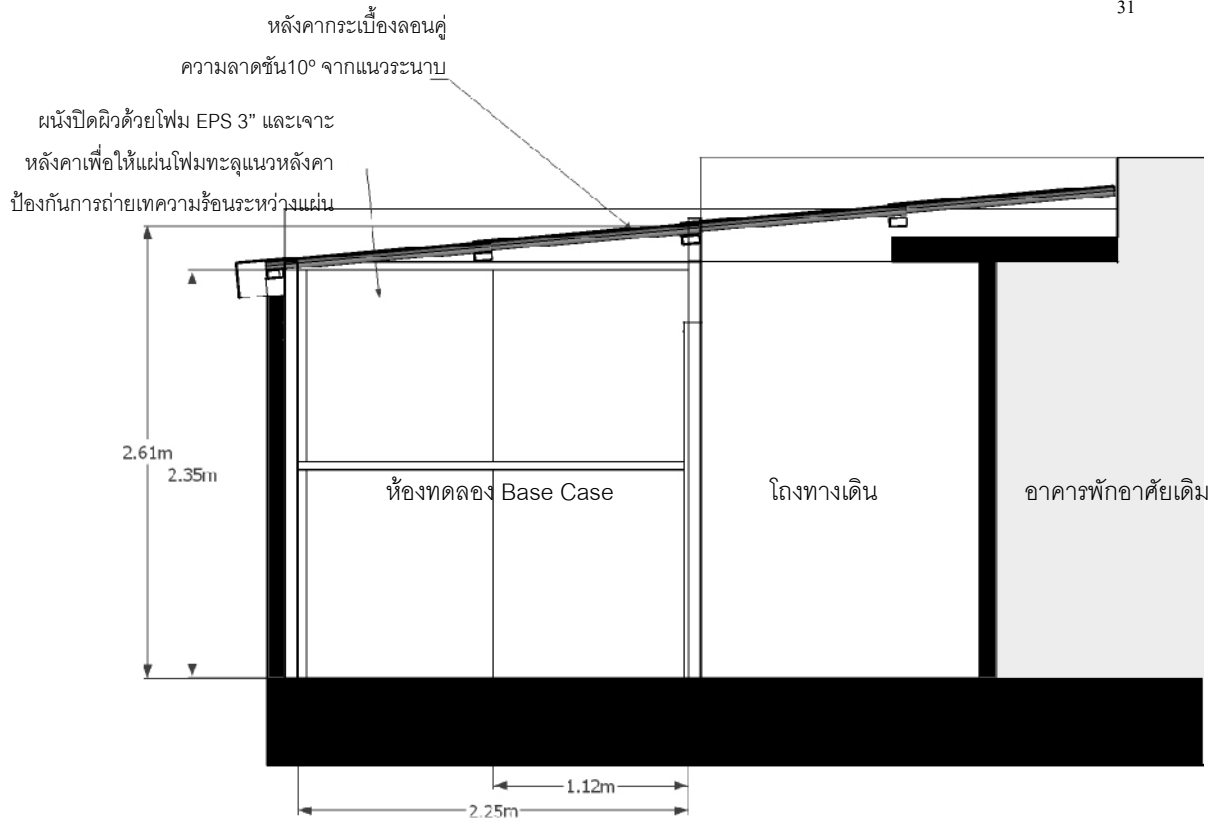 31
หลังคากระเบื้องลอนคู่
ความลาดชัน10º จากแนวระนาบ
ผนังปิดผิวด้วยโฟม EPS 3” และเจาะ
หลังคาเพื่อให้แผ่นโฟมทะลุแนวหลังคา
ป้องกันการถ่ายเทความร้อนระหว่างแผ่น
2.61m
2.35m
ห้องทดลอง Base Case
โถงทางเดิน
อาคารพักอาศัยเดิม
1.12m
2.25m